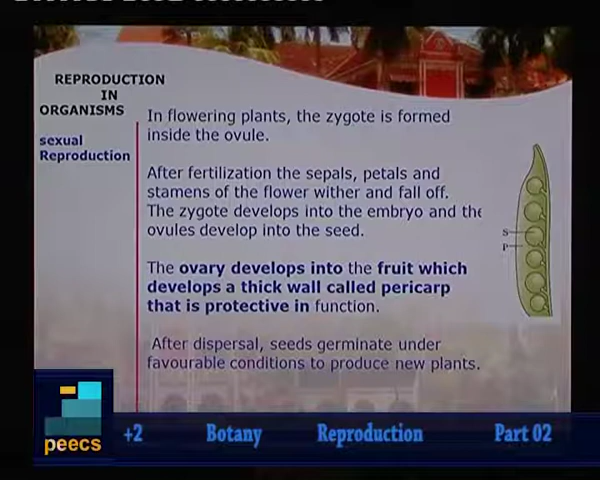 REPRODUCTION
IN
ORGANISMS
sexual
Reproduction
In flowering plants, the zygote is formed
inside the ovule.
After fertilization the sepals, petals and
stamens of the flower wither and fall off.
The zygote develops into the embryo and the
ovules develop into the seed.
The ovary develops into the fruit which
develops a thick wall called pericarp
that is protective in function.
After dispersal, seeds germinate under
favourable conditions to produce new plants.
S
P
peecs
+2 Botany Reproduction Part 02